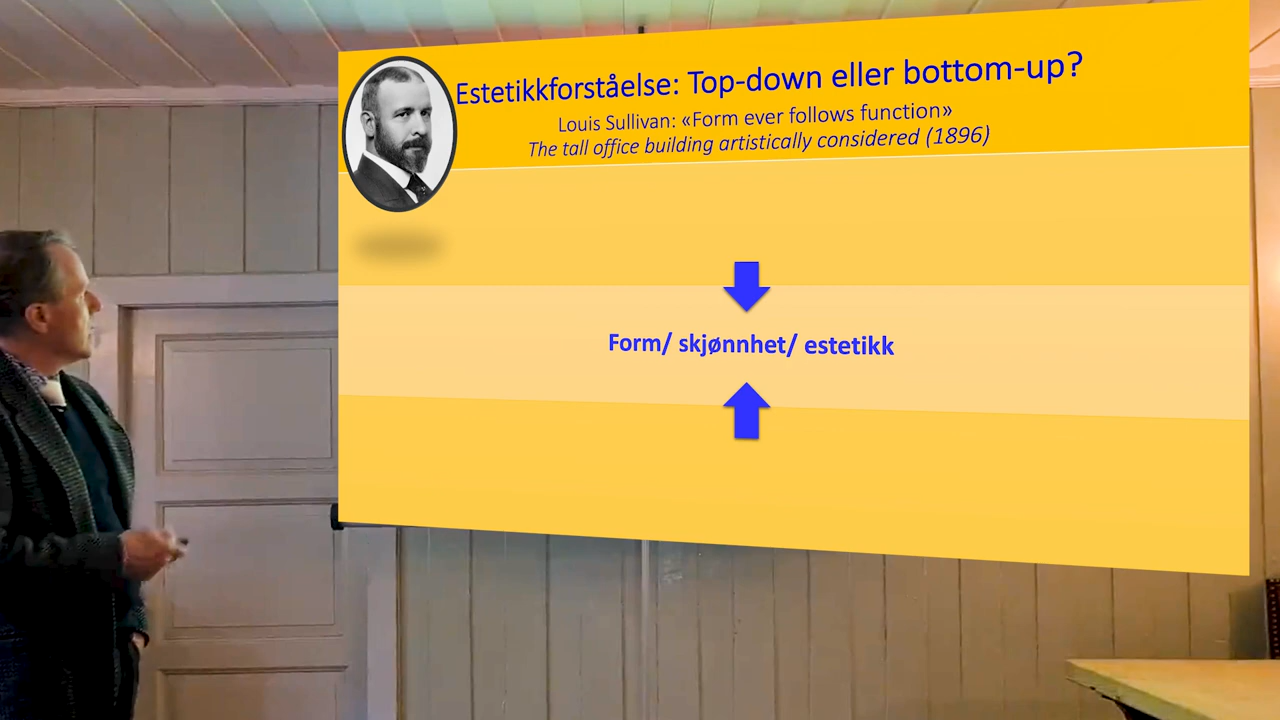 Estetikkforståelse: Top-down eller bottom-up?
Louis Sullivan: «Form ever follows function»
The tall office building artistically considered (1896)
Form/ skjønnhet/ estetikk